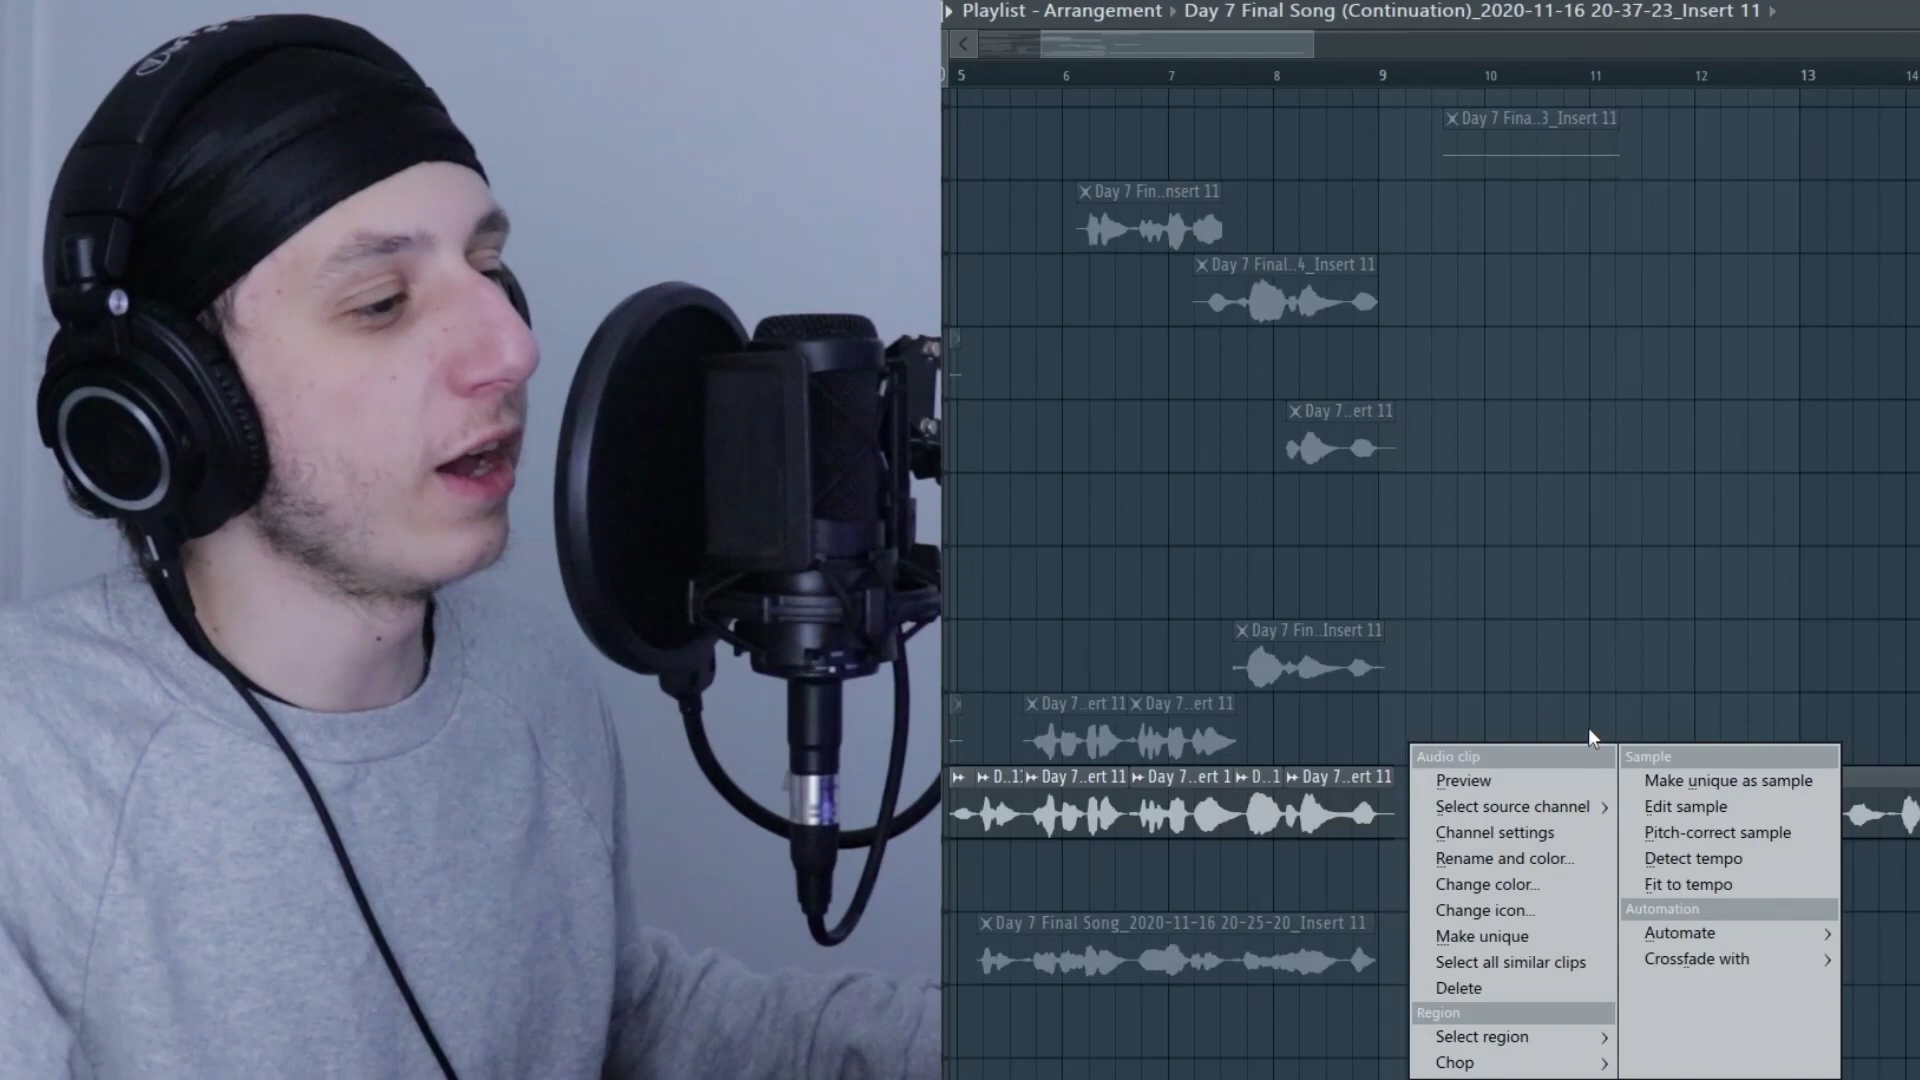 Playlist - Arrangement Day 7 Final Song (Continuation)_2020-11-16 20-37-23_Insert 11
5 6 7 8 9 10 11 12 13 14
Day 7 Fina..3_Insert 11
Day 7 Fin..nsert 11
Day 7 Final..4_Insert 11
Day 7..ert 11
Day 7 Fin..Insert 11
Day 7..ert 11 Day 7..ert 11
D..1 Day 7..ert 11 Day 7..ert 1 D..1 Day 7..ert 11
Day 7 Final Song_2020-11-16 20-25-20_Insert 11
Audio clip
Preview
Select source channel
Channel settings
Rename and color...
Change color...
Change icon...
Make unique
Select all similar clips
Delete
Region
Select region
Chop
Sample
Make unique as sample
Edit sample
Pitch-correct sample
Detect tempo
Fit to tempo
Automation
Automate
Crossfade with